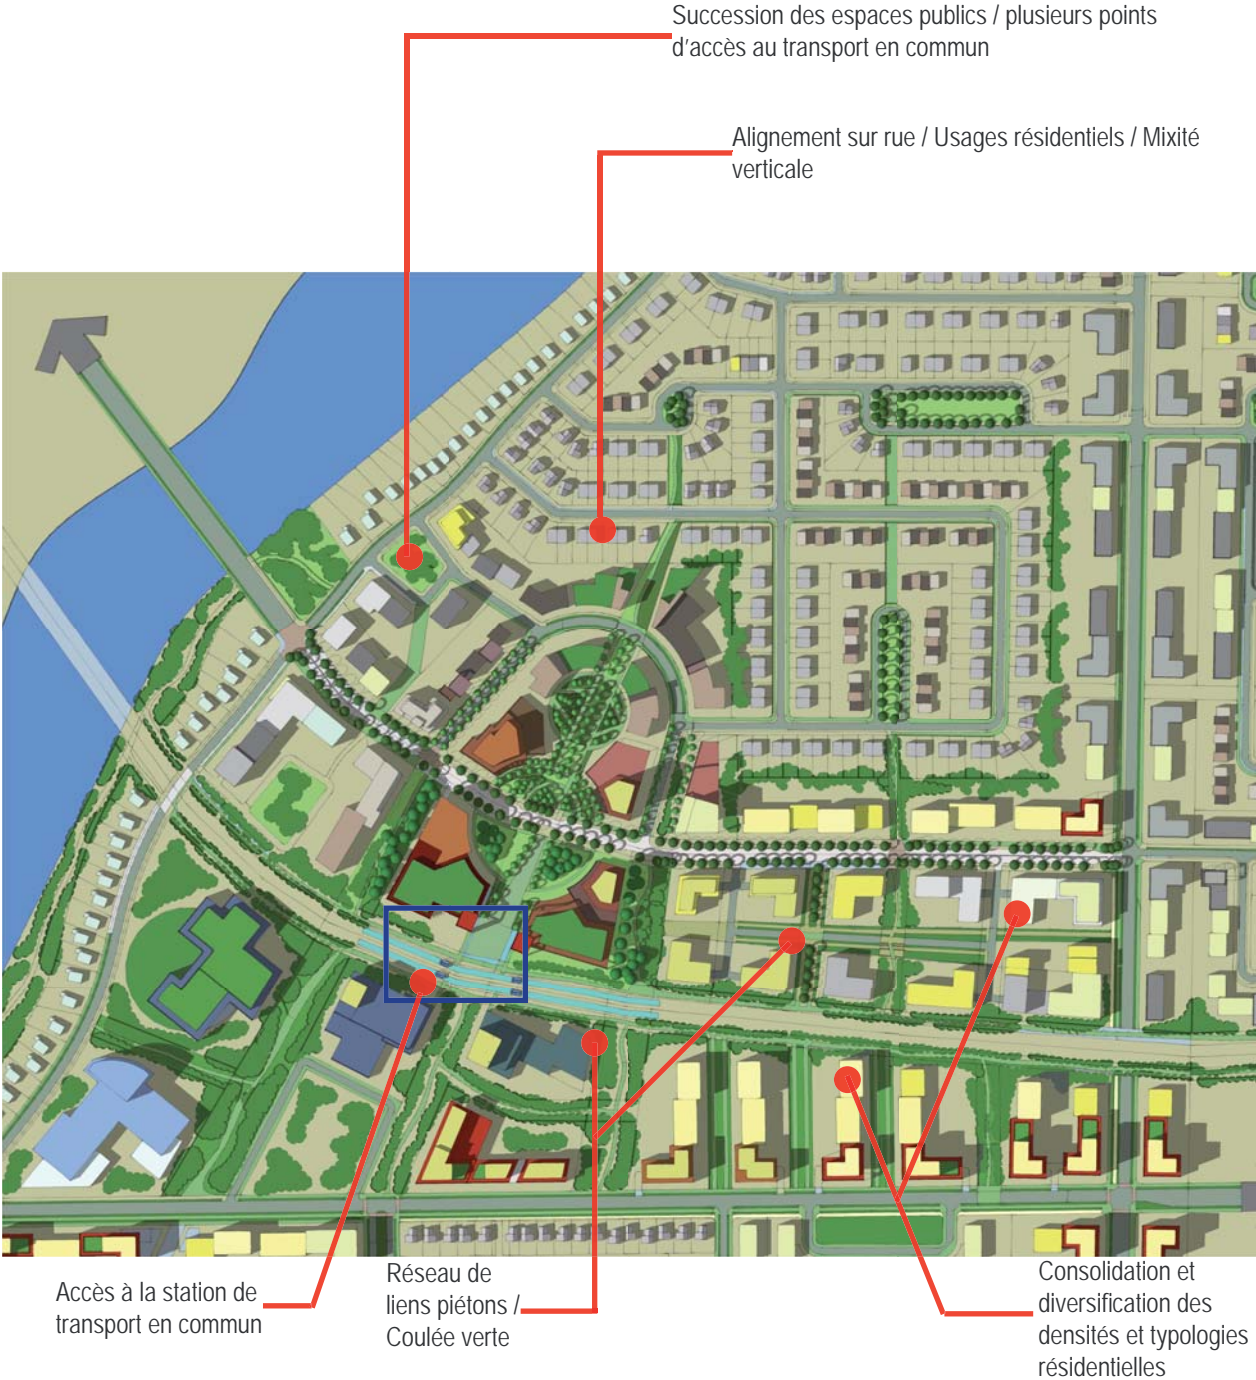 Succession des espaces publics / plusieurs points
d'accès au transport en commun
Alignement sur rue / Usages résidentiels / Mixité
verticale
Accès à la station de
transport en commun
Réseau de
liens piétons /
Coulée verte
Consolidation et
diversification des
densités et typologies
résidentielles